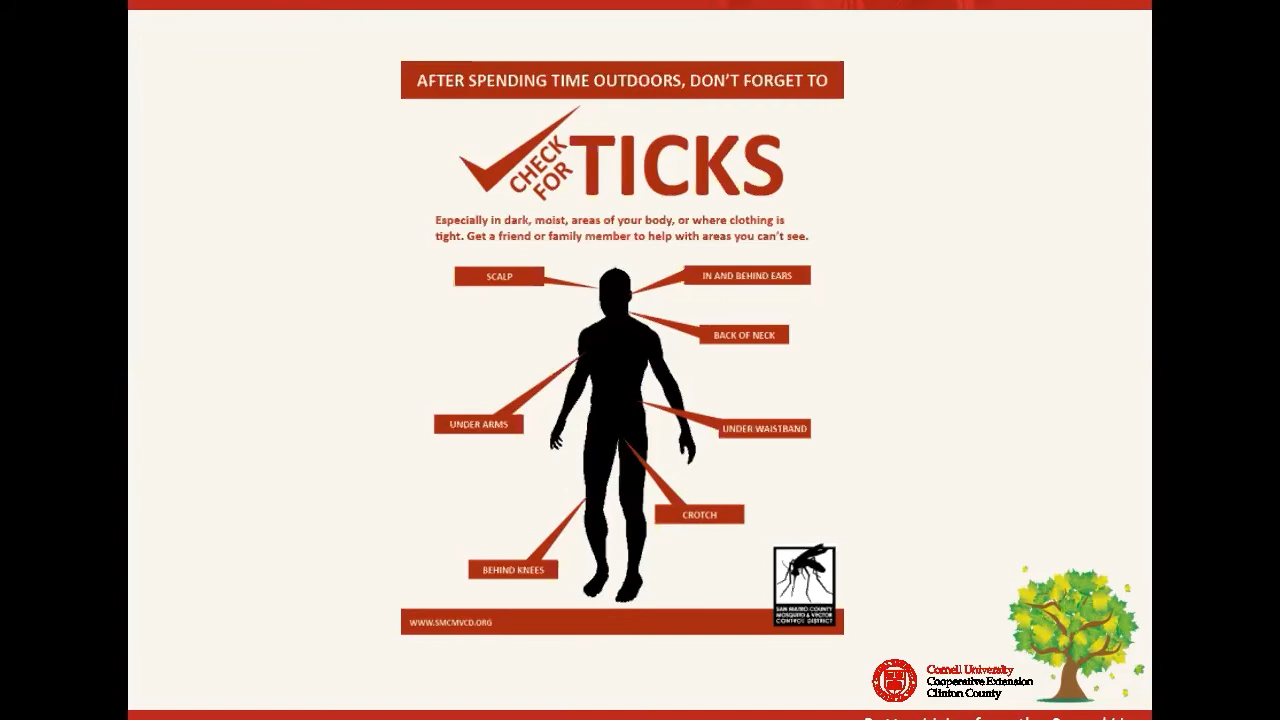 AFTER SPENDING TIME OUTDOORS, DON'T FORGET TO
CHECK
FOR
TICKS
Especially in dark, moist, areas of your body, or where clothing is
tight. Get a friend or family member to help with areas you can't see.
SCALP
IN AND BEHIND EARS
BACK OF NECK
UNDER ARMS
UNDER WAISTBAND
CROTCH
BEHIND KNEES
SAN MATEO COUNTY
MOSQUITO & VECTOR
CONTROL DISTRICT
WWW.SMCMVCD.ORG
Cornell University
Cooperative Extension
Clinton County